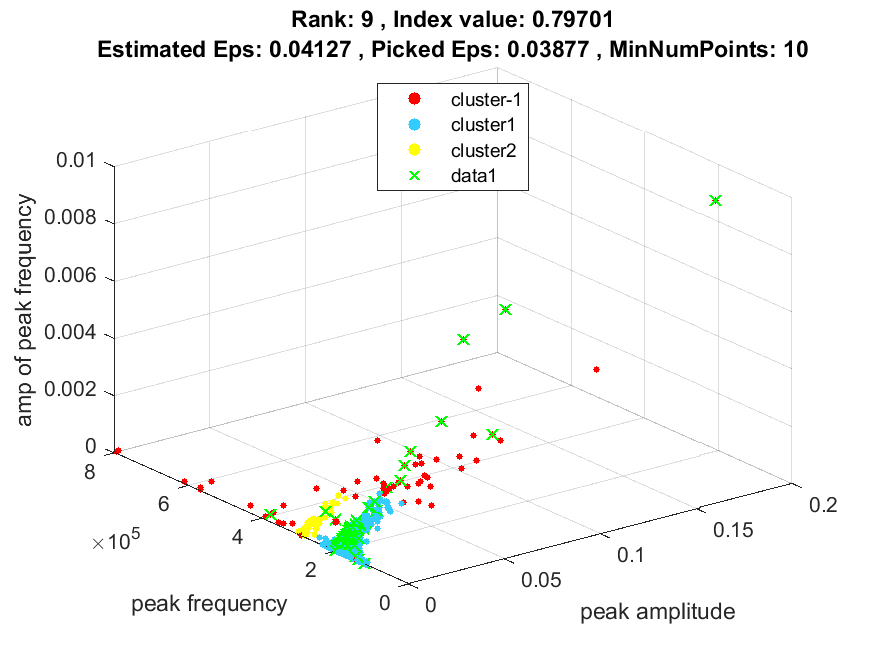 Rank: 9 , Index value: 0.79701
Estimated Eps: 0.04127 , Picked Eps: 0.03877 , MinNumPoints: 10
cluster-1
cluster1
cluster2
data1
0.01
0.008
0.006
0.004
0.002
0
amp of peak frequency
8
6
4
2
0
×10^5
peak frequency
0
0.05
0.1
0.15
0.2
peak amplitude